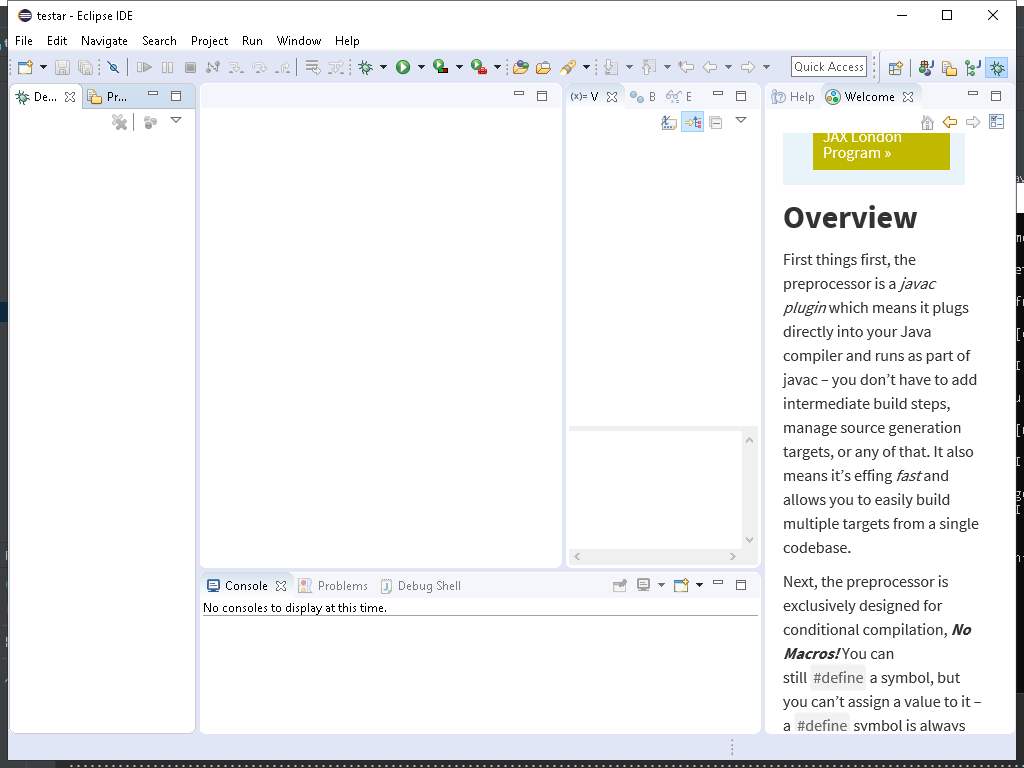 testar - Eclipse IDE
File Edit Navigate Search Project Run Window Help
Quick Access
De...
Pr...
(x)= V
B
E
Help
Welcome
JAX London
Program »
Overview
First things first, the
preprocessor is a javac
plugin which means it plugs
directly into your Java
compiler and runs as part of
javac – you don’t have to add
intermediate build steps,
manage source generation
targets, or any of that. It also
means it’s effing fast and
allows you to easily build
multiple targets from a single
codebase.
Next, the preprocessor is
exclusively designed for
conditional compilation, No
Macros! You can
still #define a symbol, but
you can’t assign a value to it –
a #define symbol is always
Console
Problems
Debug Shell
No consoles to display at this time.